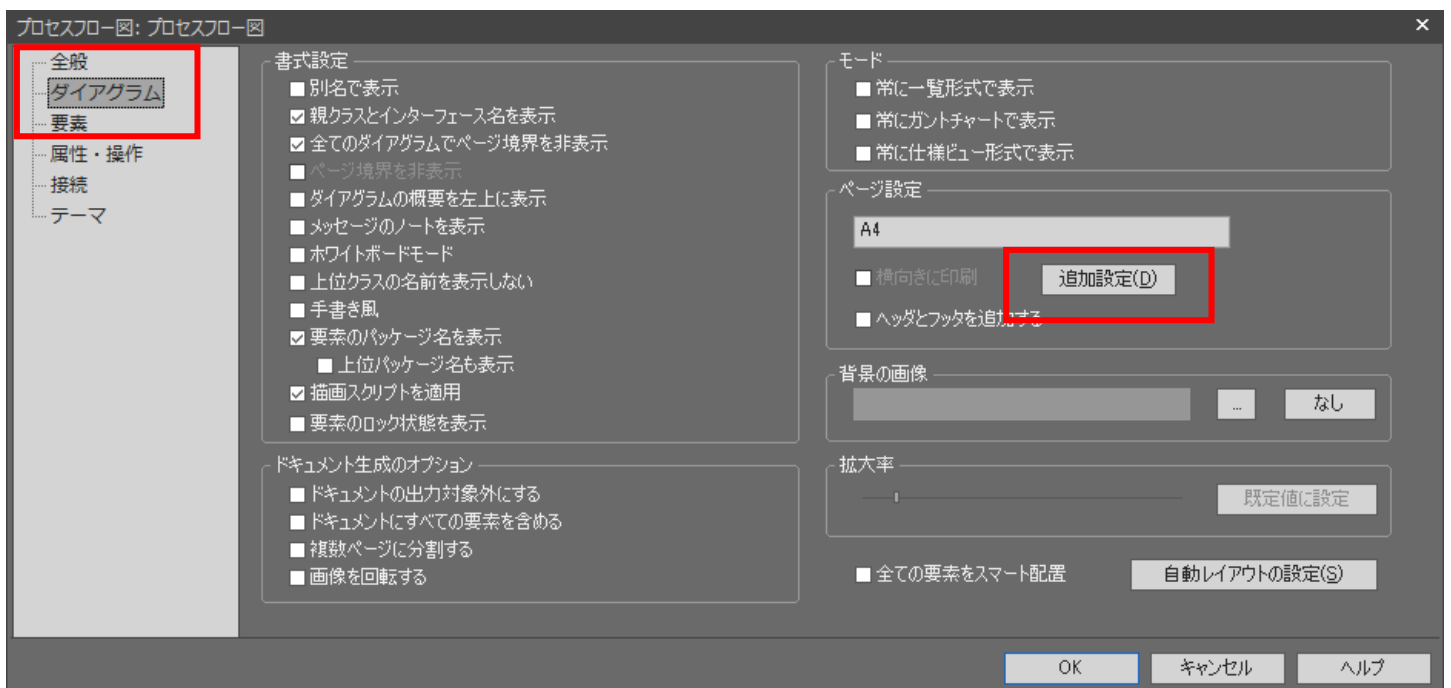 プロセスフロー図: プロセスフロー図
全般
ダイアグラム
要素
属性・操作
接続
テーマ
書式設定
別名で表示
親クラスとインターフェース名を表示
全てのダイアグラムでページ境界を非表示
ページ境界を非表示
ダイアグラムの概要を左上に表示
メッセージのノートを表示
ホワイトボードモード
上位クラスの名前を表示しない
手書き風
要素のパッケージ名を表示
上位パッケージ名も表示
描画スクリプトを適用
要素のロック状態を表示
ドキュメント生成のオプション
ドキュメントの出力対象外にする
ドキュメントにすべての要素を含める
複数ページに分割する
画像を回転する
モード
常に一覧形式で表示
常にガントチャートで表示
常に仕様ビュー形式で表示
ページ設定
A4
横向きに印刷 追加設定(D)
ヘッダとフッタを追加する
背景の画像
... なし
拡大率
既定値に設定
全ての要素をスマート配置 自動レイアウトの設定(S)
OK キャンセル ヘルプ